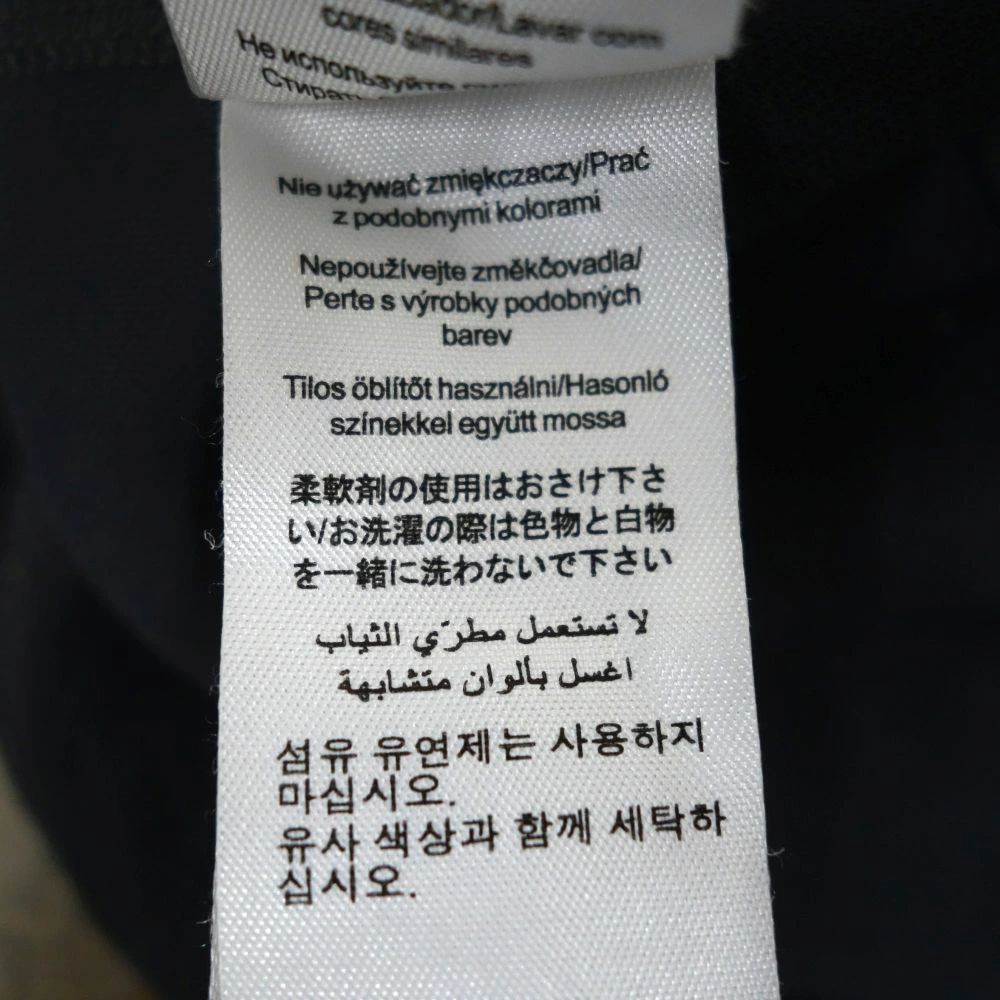 cores similares
Не используйте
Стирать
Nie używać zmiękczaczy/Prać
z podobnymi kolorami
Nepoužívejte změkčovadla/
Perte s výrobky podobných
barev
Tilos öblítőt használni/Hasonló
színekkel együtt mossa
柔軟剤の使用はおさけ下さ
い/お洗濯の際は色物と白物
を一緒に洗わないで下さい
لا تستعمل مطرّي الثياب
اغسل بألوان متشابهة
섬유 유연제는 사용하지
마십시오.
유사 색상과 함께 세탁하
십시오.